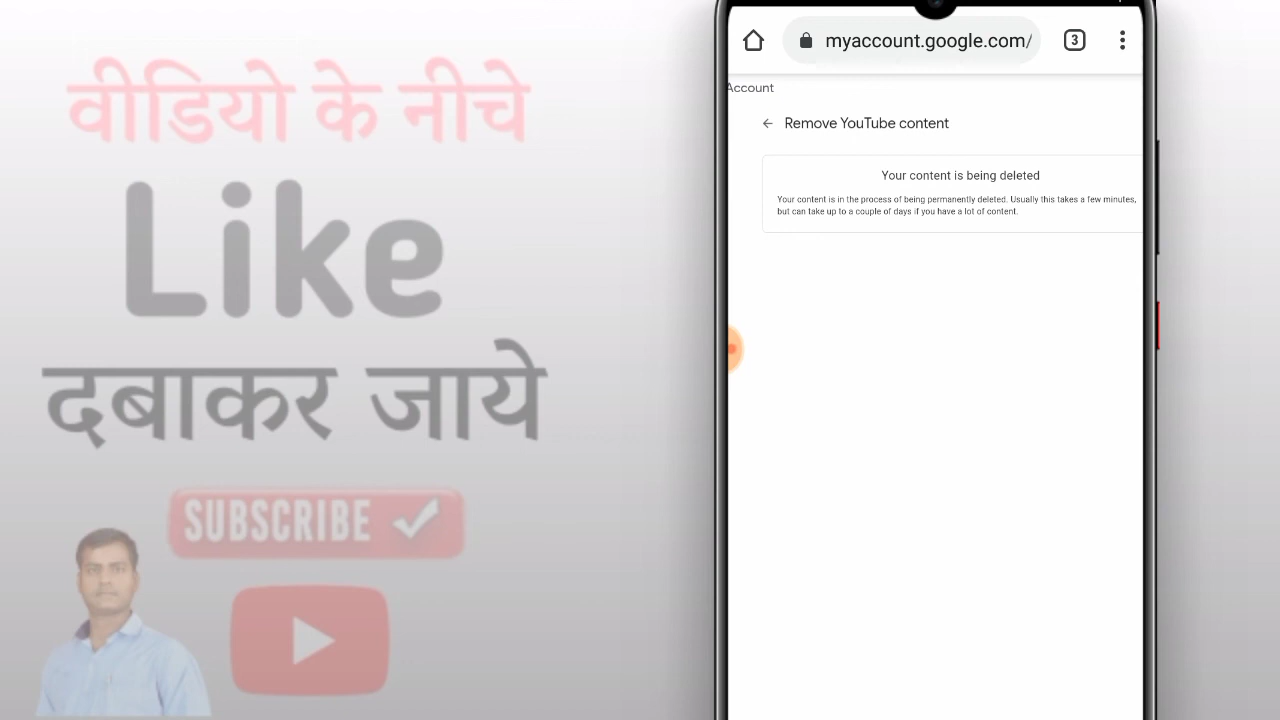 वीडियो के नीचे
Like
दबाकर जाये
SUBSCRIBE
myaccount.google.com/
3
Account
Remove YouTube content
Your content is being deleted
Your content is in the process of being permanently deleted. Usually this takes a few minutes,
but can take up to a couple of days if you have a lot of content.